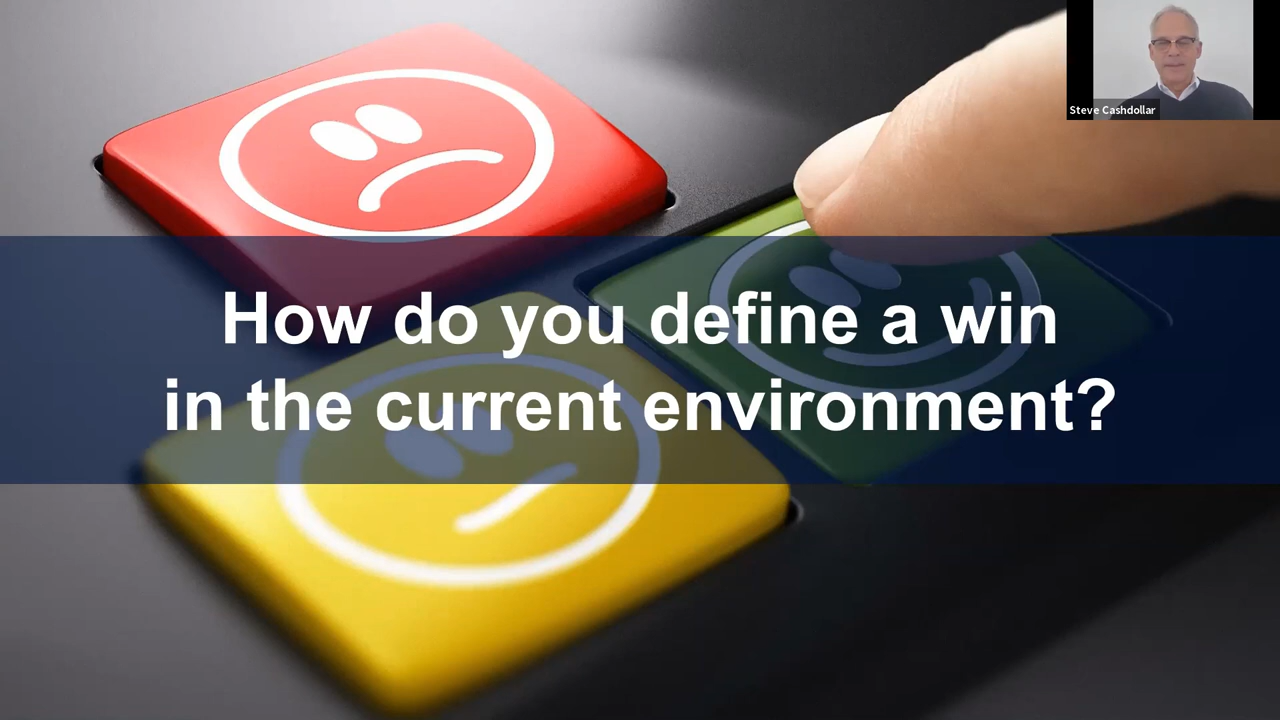 Steve Cashdollar
How do you define a win
in the current environment?